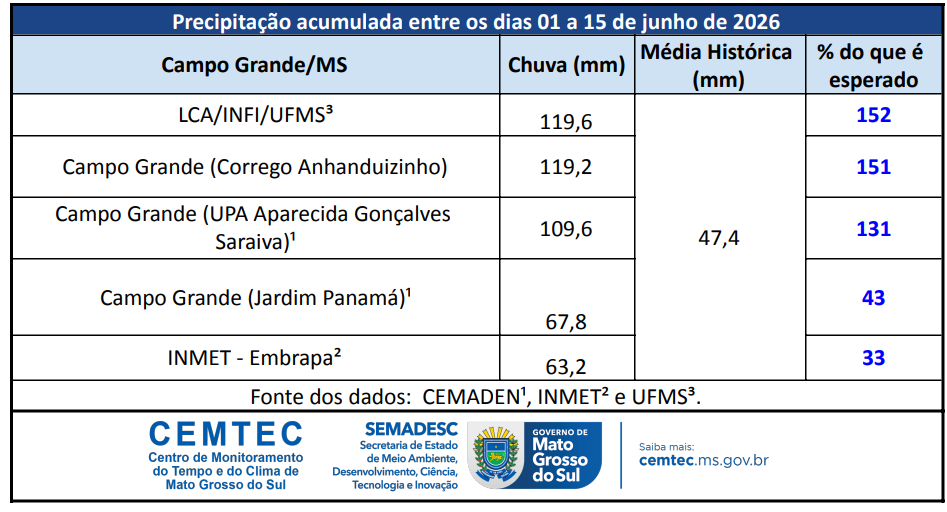 Precipitação acumulada entre os dias 01 a 15 de junho de 2026
Campo Grande/MS
Chuva (mm)
Média Histórica
(mm)
% do que é
esperado
LCA/INFI/UFMS³
119,6
152
Campo Grande (Corrego Anhanduizinho)
119,2
151
Campo Grande (UPA Aparecida Gonçalves
Saraiva)¹
109,6
47,4
131
Campo Grande (Jardim Panamá)¹
67,8
43
INMET - Embrapa²
63,2
33
Fonte dos dados:  CEMADEN¹, INMET² e UFMS³.
CEMTEC
Centro de Monitoramento
do Tempo e do Clima de
Mato Grosso do Sul
SEMADESC
Secretaria de Estado
de Meio Ambiente,
Desenvolvimento, Ciência,
Tecnologia e Inovação
GOVERNO DE
Mato
Grosso
do Sul
Saiba mais:
cemtec.ms.gov.br